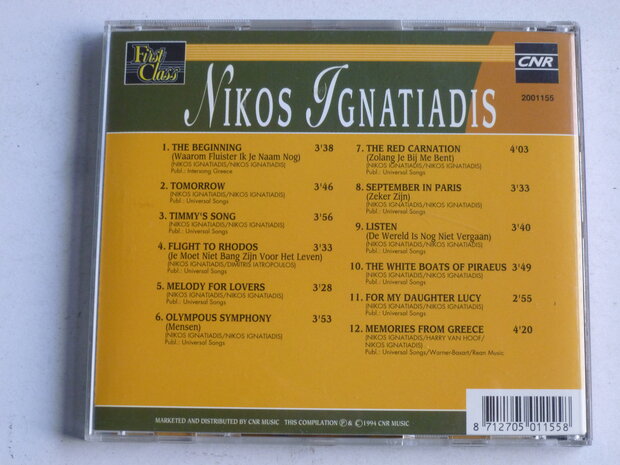 First
Class
CNR
2001155
NIKOS IGNATIADIS
1. THE BEGINNING 3'38
(Waarom Fluister Ik Je Naam Nog)
(NIKOS IGNATIADIS/NIKOS IGNATIADIS)
Publ.: Intersong Greece
2. TOMORROW 3'46
(NIKOS IGNATIADIS/NIKOS IGNATIADIS)
Publ.: Universal Songs
3. TIMMY'S SONG 3'56
(NIKOS IGNATIADIS/NIKOS IGNATIADIS)
Publ.: Universal Songs
4. FLIGHT TO RHODOS 3'33
(Je Moet Niet Bang Zijn Voor Het Leven)
(NIKOS IGNATIADIS/DIMITRIS IATROPOULOS)
Publ.: Universal Songs
5. MELODY FOR LOVERS 3'28
(NIKOS IGNATIADIS/NIKOS IGNATIADIS)
Publ.: Universal Songs
6. OLYMPOUS SYMPHONY 3'53
(Mensen)
(NIKOS IGNATIADIS/NIKOS IGNATIADIS)
Publ.: Universal Songs
7. THE RED CARNATION 4'03
(Zolang Je Bij Me Bent)
(NIKOS IGNATIADIS/NIKOS IGNATIADIS)
Publ.: Universal Songs
8. SEPTEMBER IN PARIS 3'33
(Zeker Zijn)
(NIKOS IGNATIADIS/NIKOS IGNATIADIS)
Publ.: Universal Songs
9. LISTEN 3'40
(De Wereld Is Nog Niet Vergaan)
(NIKOS IGNATIADIS/NIKOS IGNATIADIS)
Publ.: Universal Songs
10. THE WHITE BOATS OF PIRAEUS 3'49
(NIKOS IGNATIADIS/NIKOS IGNATIADIS)
Publ.: Universal Songs
11. FOR MY DAUGHTER LUCY 2'55
(NIKOS IGNATIADIS/NIKOS IGNATIADIS)
Publ.: Universal Songs
12. MEMORIES FROM GREECE 4'20
(NIKOS IGNATIADIS/HARRY VAN HOOF/
NIKOS IGNATIADIS/NIKOS IGNATIADIS)
Publ.: Universal Songs/Warner-Basart/Rean Music
MARKETED AND DISTRIBUTED BY CNR MUSIC THIS COMPILATION ℗ & © 1994 CNR MUSIC
8 712705 011558